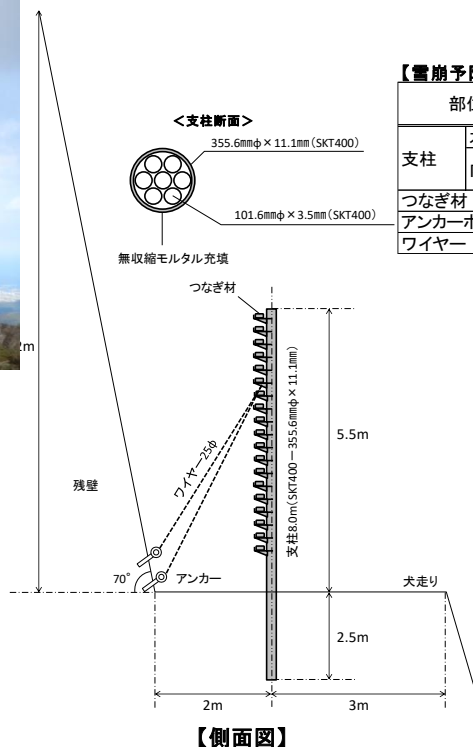 【雪崩予
部位
支柱
つなぎ材
アンカーボ
ワイヤー
＜支柱断面＞
355.6mmφ×11.1mm(SKT400)
101.6mmφ×3.5mm(SKT400)
無収縮モルタル充填
つなぎ材
2m
ワイヤー25φ
支柱8.0m(SKT400－355.6mmφ×11.1mm)
5.5m
残壁
70°
アンカー
犬走り
2.5m
2m
3m
【側面図】